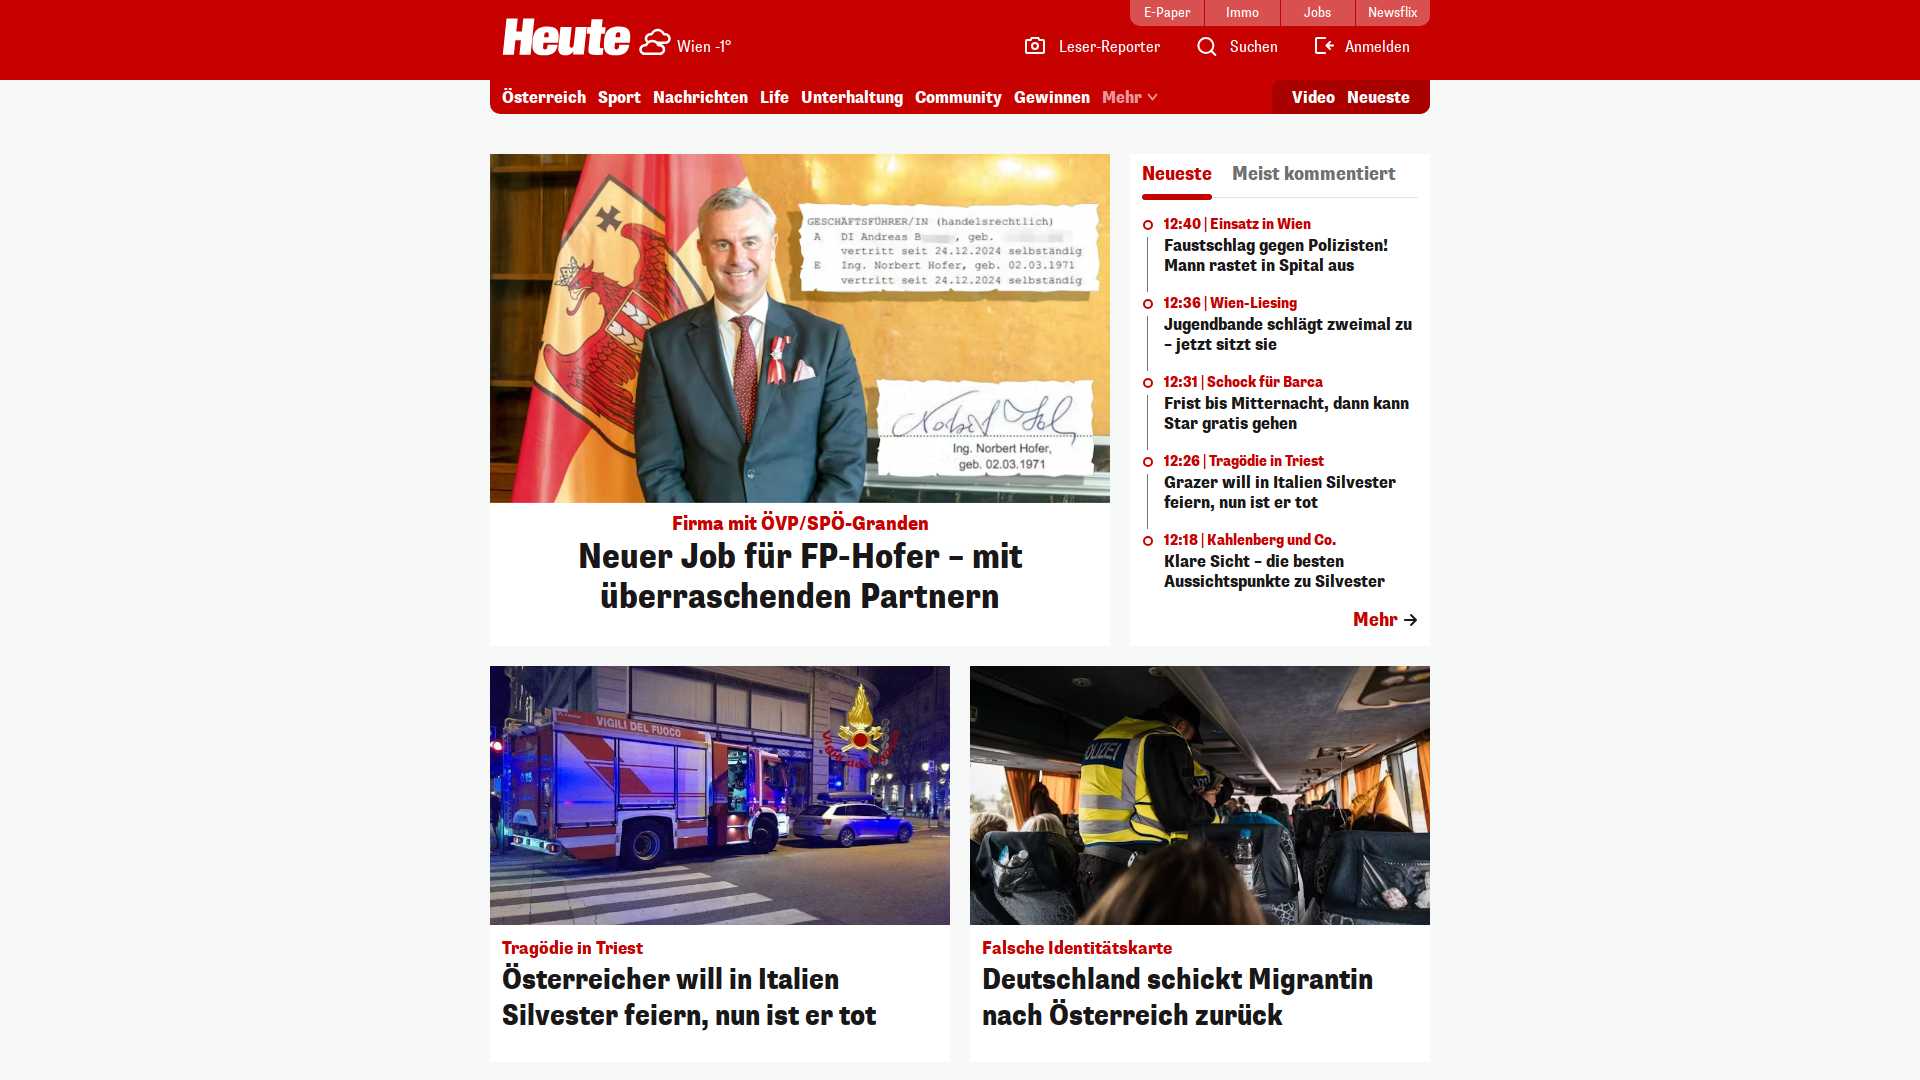 E-Paper
Immo
Jobs
Newsflix
Heute
Wien -1°
Leser-Reporter
Suchen
Anmelden
Österreich
Sport
Nachrichten
Life
Unterhaltung
Community
Gewinnen
Mehr
Video
Neueste
GESCHÄFTSFÜHRER/IN (handelsrechtlich)
A DI Andreas B , geb.
vertritt seit 24.12.2024 selbständig
E Ing. Norbert Hofer, geb. 02.03.1971
vertritt seit 24.12.2024 selbständig
Ing. Norbert Hofer,
geb. 02.03.1971
Firma mit ÖVP/SPÖ-Granden
Neuer Job für FP-Hofer – mit
überraschenden Partnern
Neueste
Meist kommentiert
12:40 | Einsatz in Wien
Faustschlag gegen Polizisten!
Mann rastet in Spital aus
12:36 | Wien-Liesing
Jugendbande schlägt zweimal zu
– jetzt sitzt sie
12:31 | Schock für Barca
Frist bis Mitternacht, dann kann
Star gratis gehen
12:26 | Tragödie in Triest
Grazer will in Italien Silvester
feiern, nun ist er tot
12:18 | Kahlenberg und Co.
Klare Sicht – die besten
Aussichtspunkte zu Silvester
Mehr
VIGILI DEL FUOCO
Tragödie in Triest
Österreicher will in Italien
Silvester feiern, nun ist er tot
POLIZEI
Falsche Identitätskarte
Deutschland schickt Migrantin
nach Österreich zurück